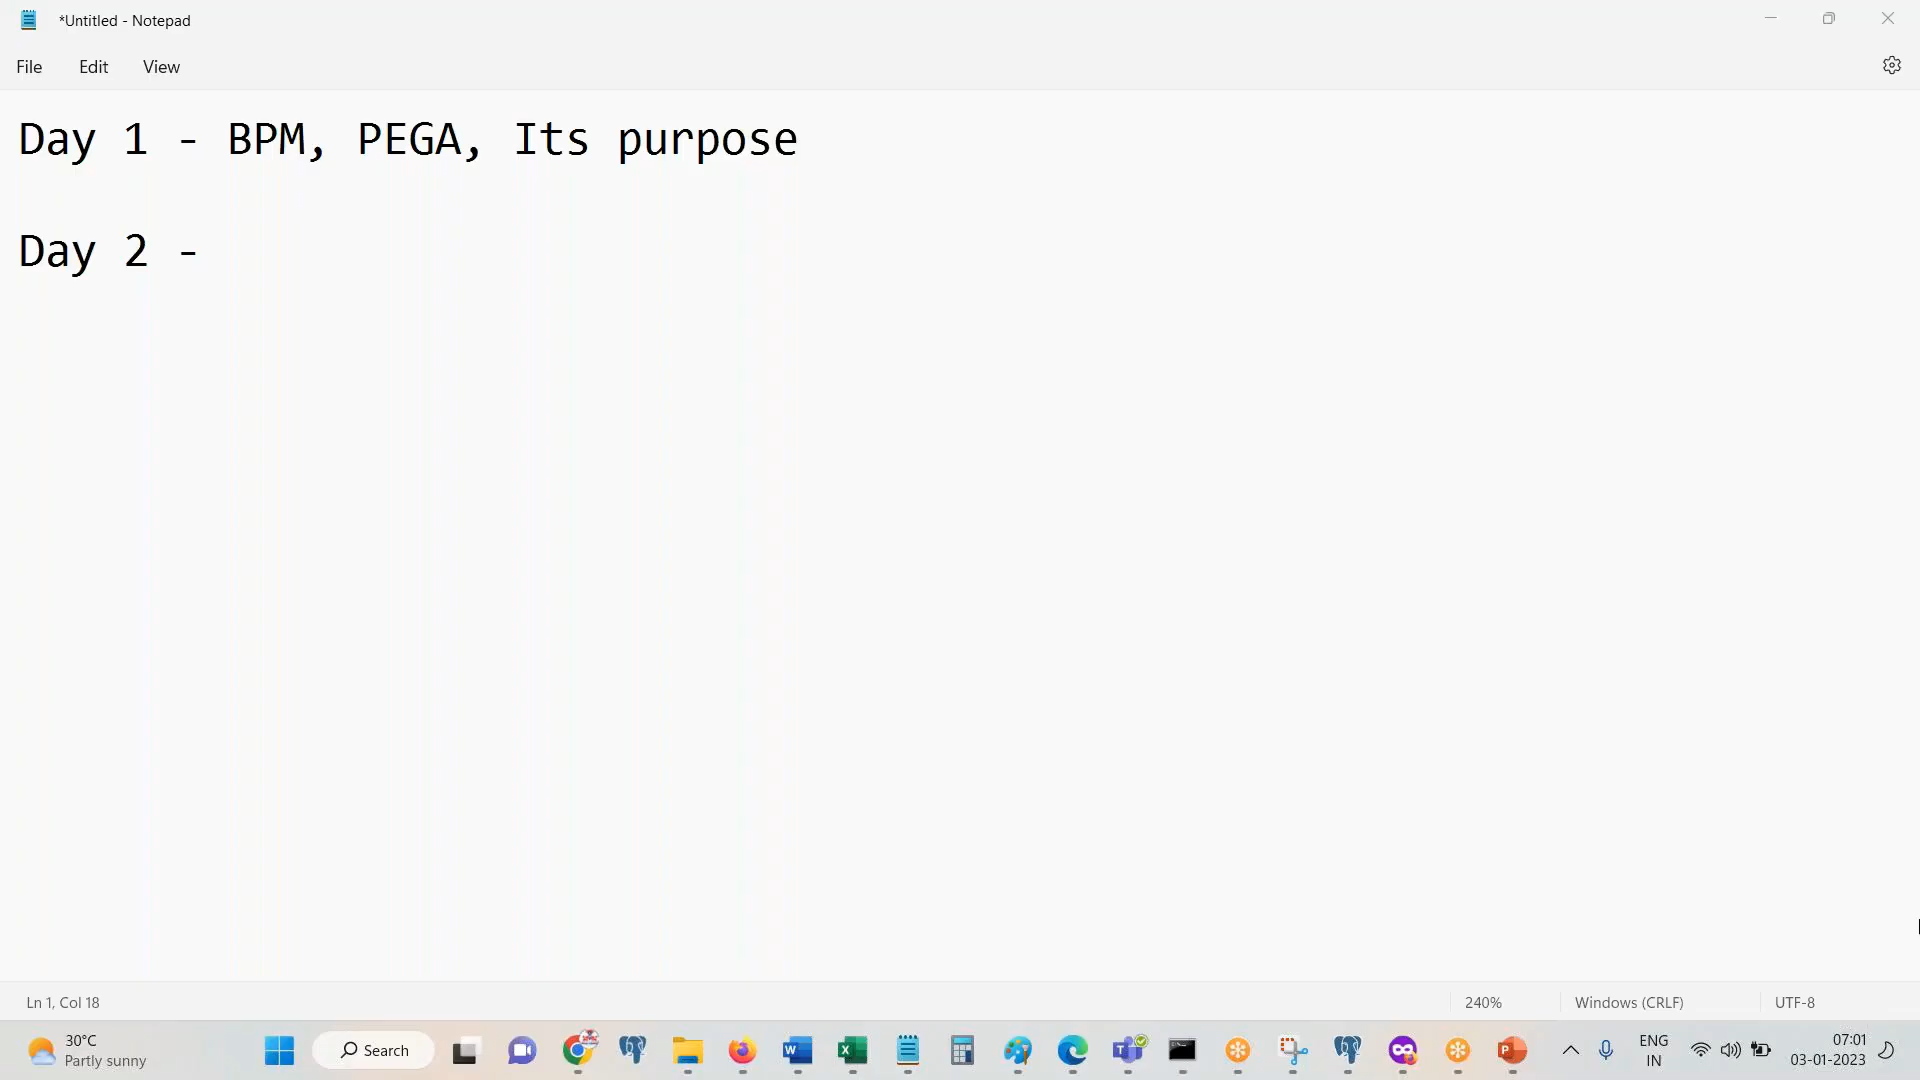 *Untitled - Notepad
File Edit View
Day 1 - BPM, PEGA, Its purpose
Day 2 -
Ln 1, Col 18 240% Windows (CRLF) UTF-8
30°C
Partly sunny
Search
ENG
IN
07:01
03-01-2023